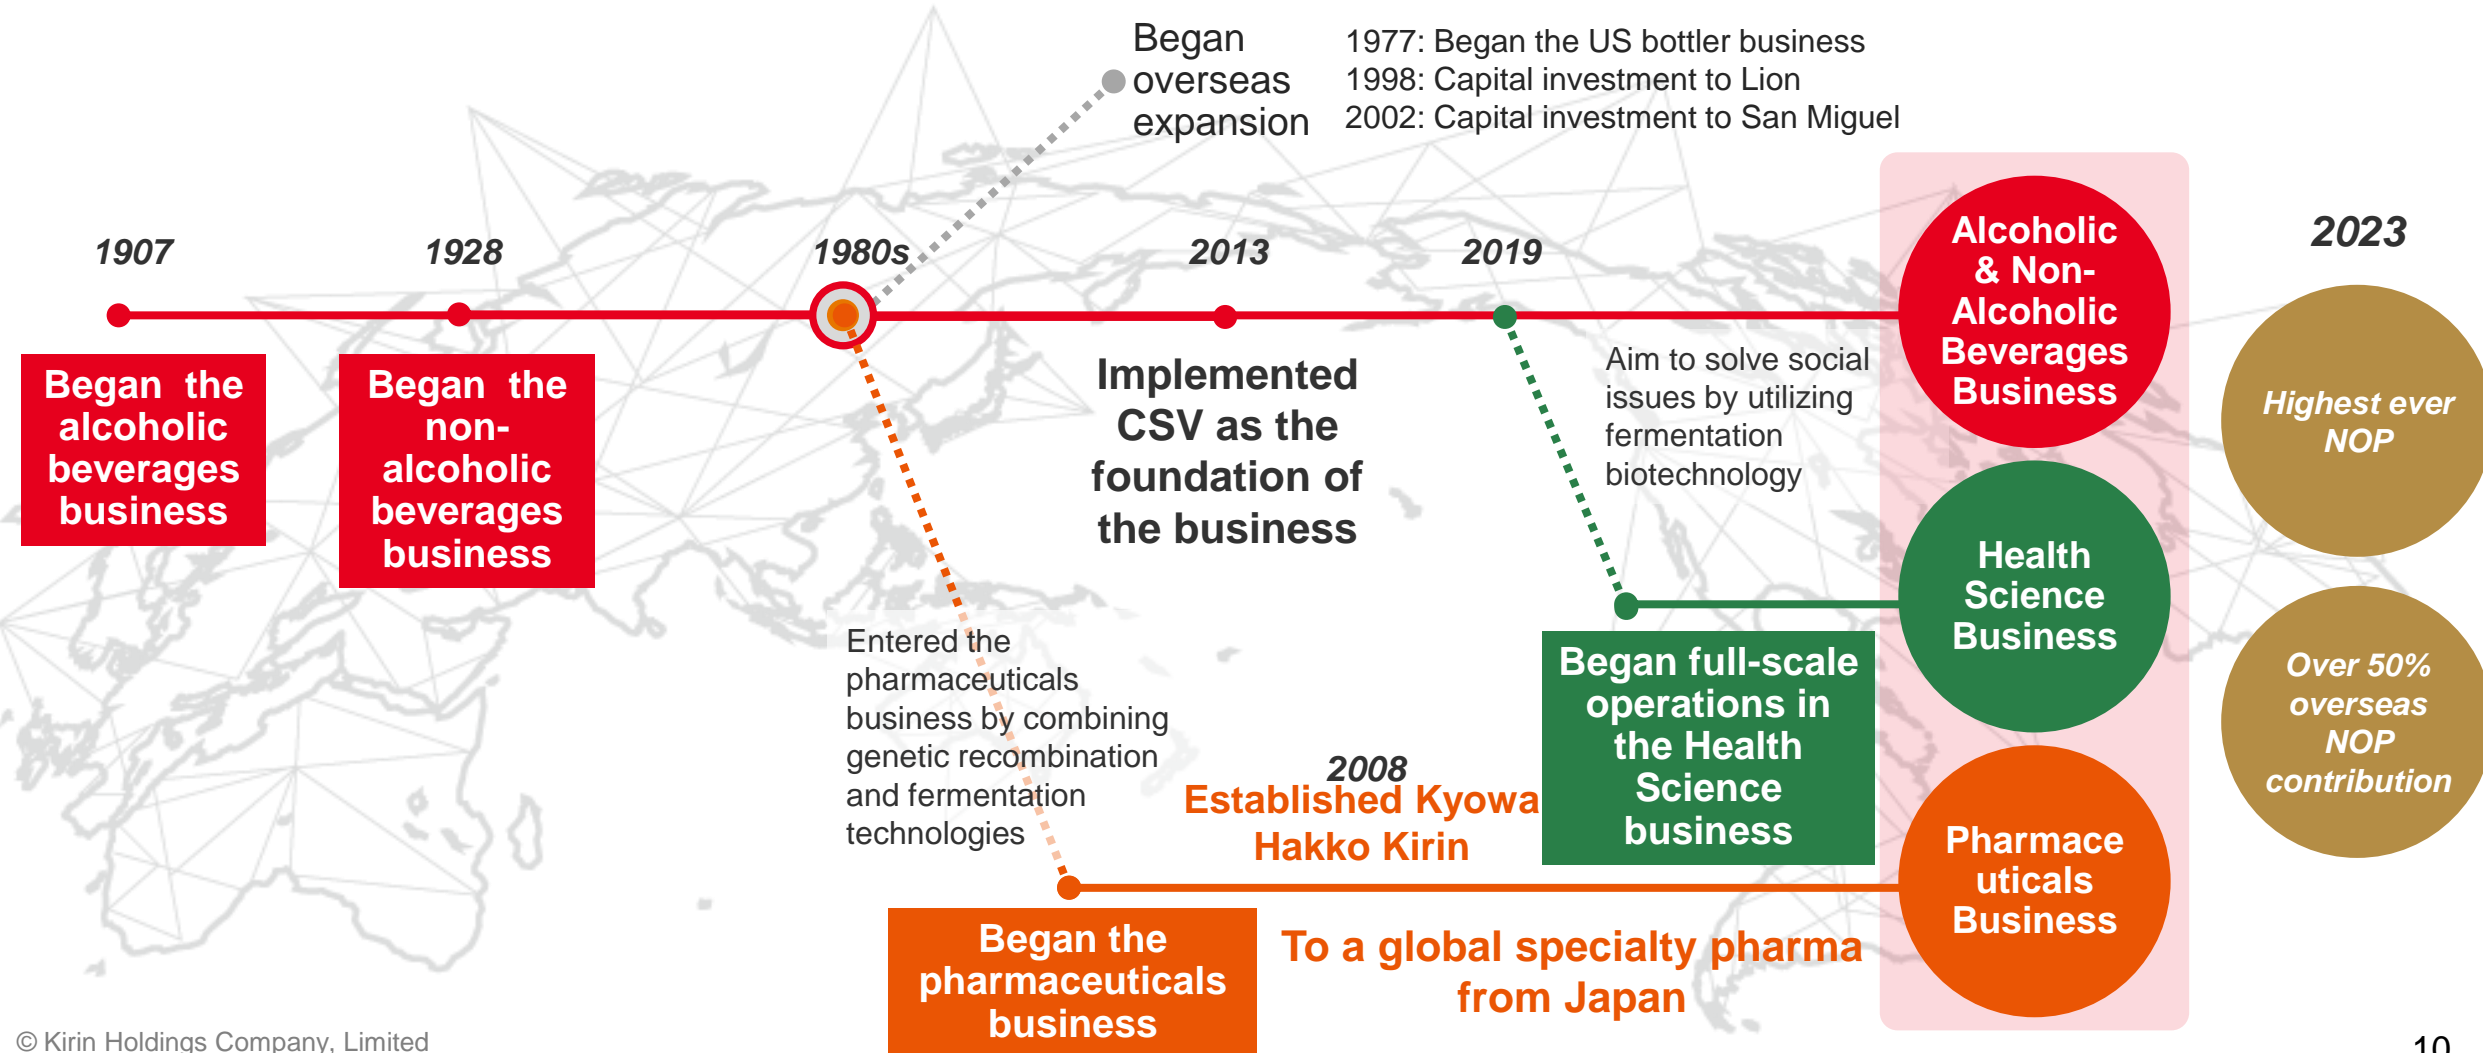 Began
overseas
expansion
1977: Began the US bottler business
1998: Capital investment to Lion
2002: Capital investment to San Miguel
1907
1928
1980s
2013
2019
2023
Began the
alcoholic
beverages
business
Began the
non-
alcoholic
beverages
business
Implemented
CSV as the
foundation of
the business
Aim to solve social
issues by utilizing
fermentation
biotechnology
Alcoholic
& Non-
Alcoholic
Beverages
Business
Highest ever
NOP
Entered the
pharmaceuticals
business by combining
genetic recombination
and fermentation
technologies
2008
Established Kyowa
Hakko Kirin
Began full-scale
operations in
the Health
Science
business
Health
Science
Business
Over 50%
overseas
NOP
contribution
Began the
pharmaceuticals
business
To a global specialty pharma
from Japan
Pharmace
uticals
Business
© Kirin Holdings Company, Limited
10